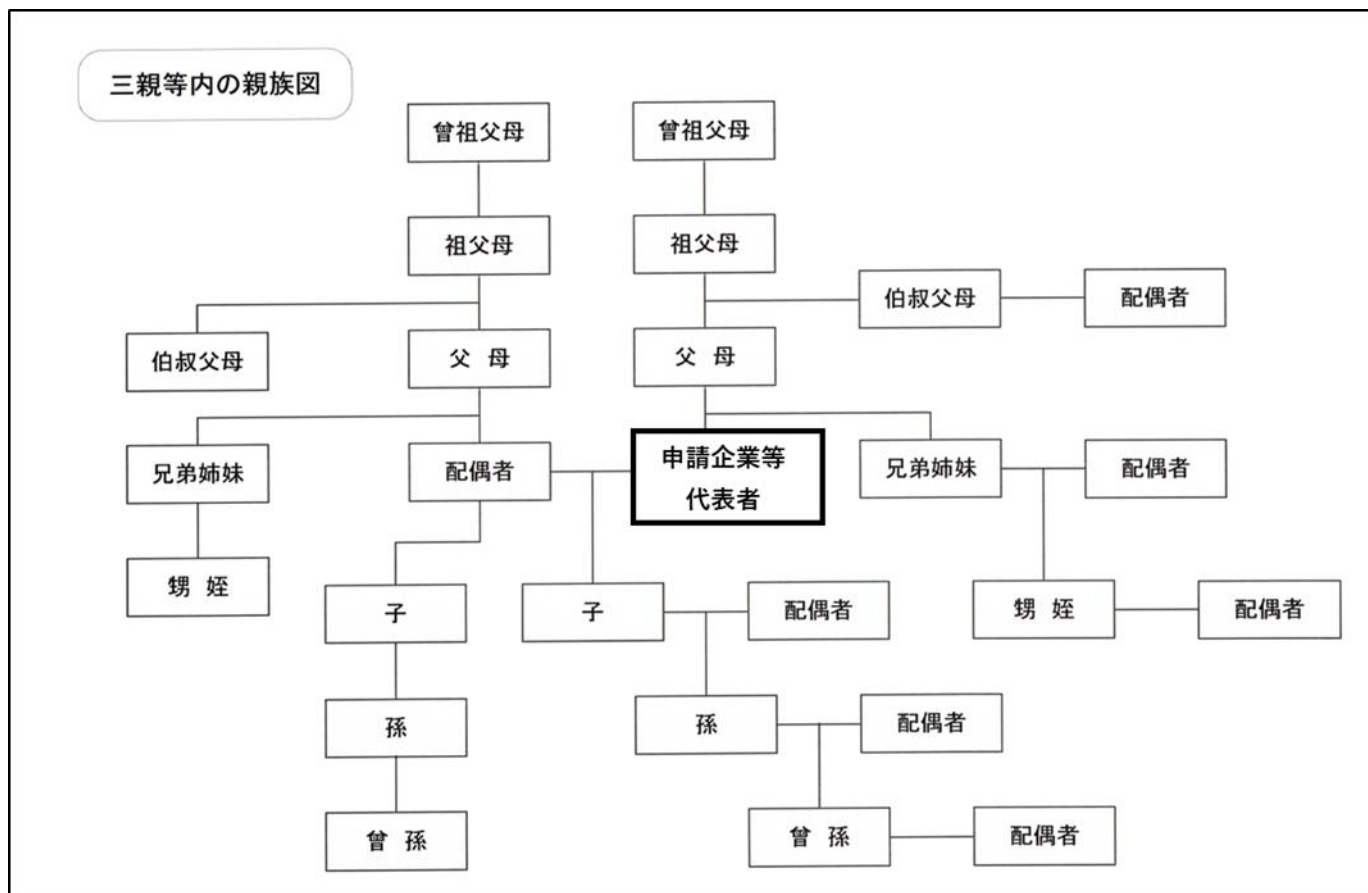 三親等内の親族図
曾祖父母
曾祖父母
祖父母
祖父母
伯叔父母
配偶者
伯叔父母
父 母
父 母
兄弟姉妹
配偶者
申請企業等
代表者
兄弟姉妹
配偶者
甥 姪
子
子
配偶者
甥 姪
配偶者
孫
孫
配偶者
曾 孫
曾 孫
配偶者